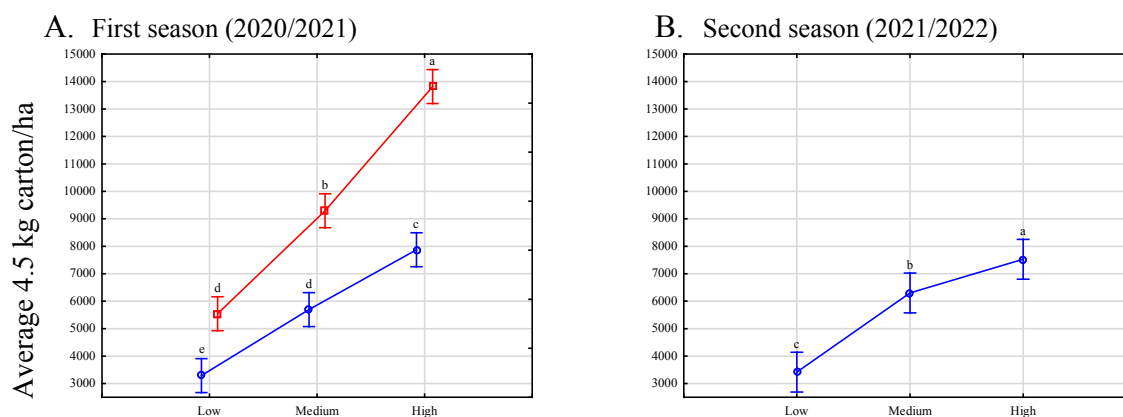 A. First season (2020/2021)
B. Second season (2021/2022)
Average 4.5 kg carton/ha
15000
14000
13000
12000
11000
10000
9000
8000
7000
6000
5000
4000
3000
a
b
c
d
d
e
Low Medium High
15000
14000
13000
12000
11000
10000
9000
8000
7000
6000
5000
4000
3000
a
b
c
Low Medium High